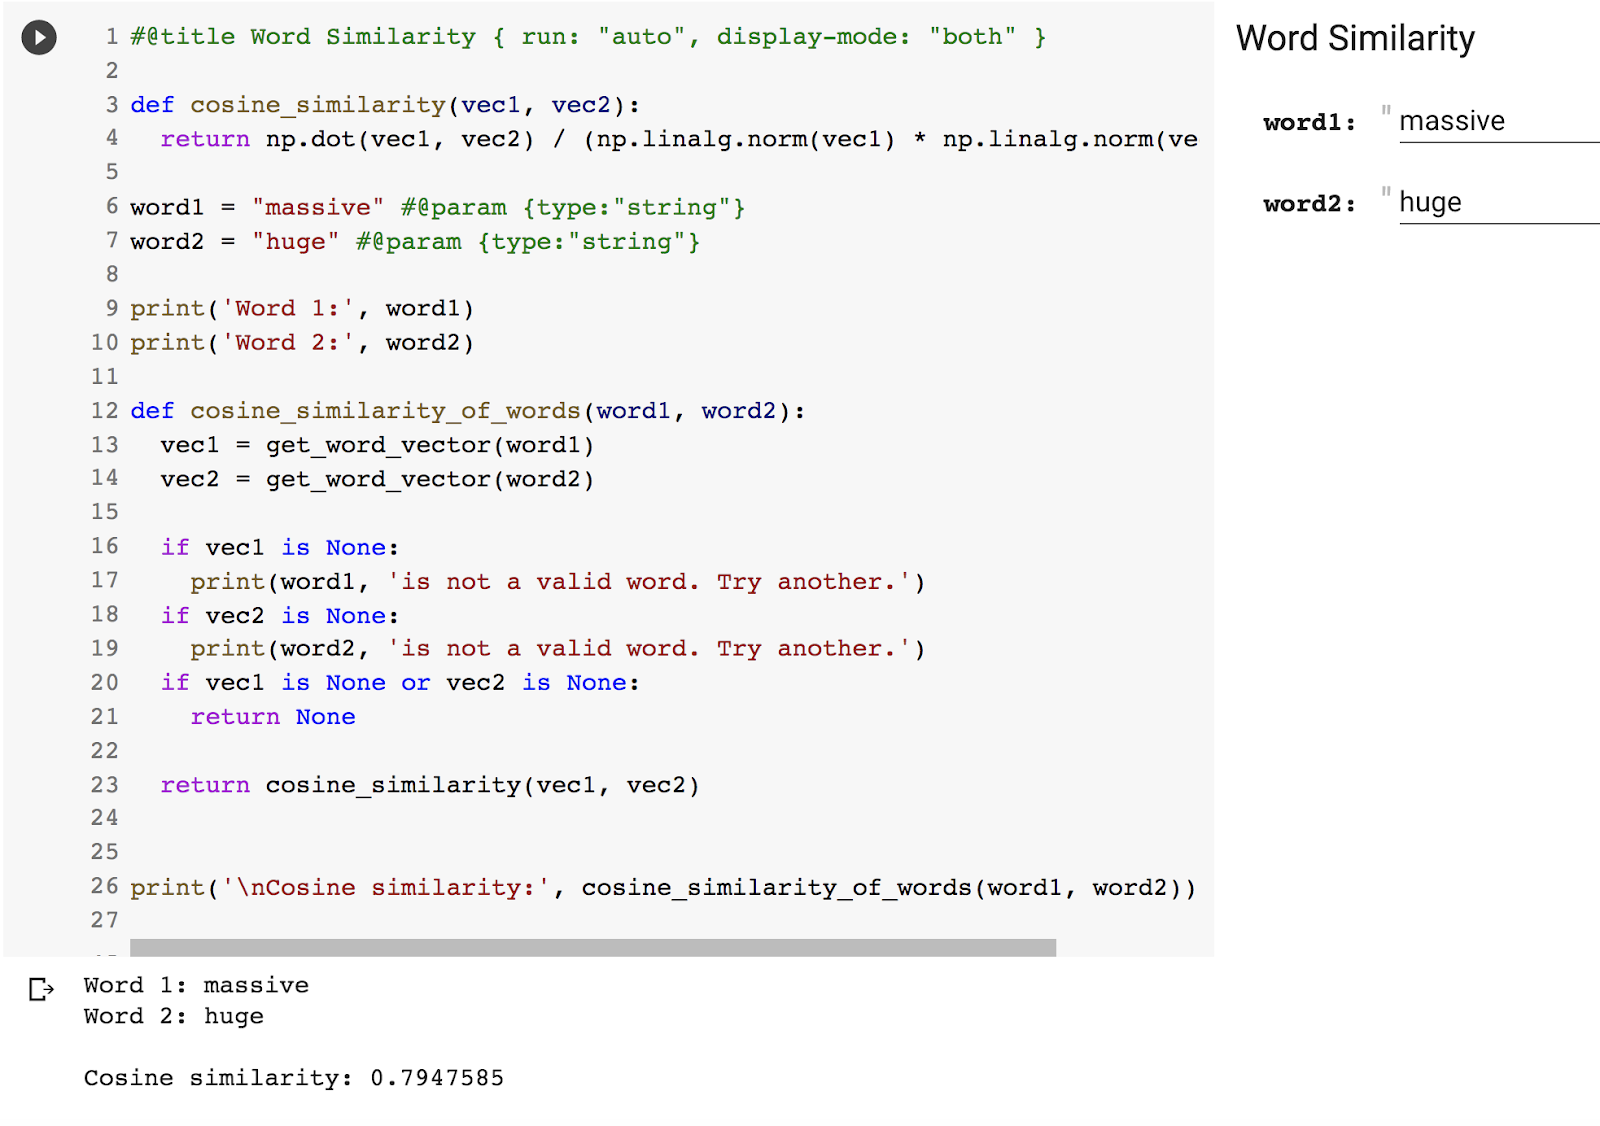 1 #@title Word Similarity { run: "auto", display-mode: "both" }
2
3 def cosine_similarity(vec1, vec2):
4   return np.dot(vec1, vec2) / (np.linalg.norm(vec1) * np.linalg.norm(ve
5
6 word1 = "massive" #@param {type:"string"}
7 word2 = "huge" #@param {type:"string"}
8
9 print('Word 1:', word1)
10 print('Word 2:', word2)
11
12 def cosine_similarity_of_words(word1, word2):
13   vec1 = get_word_vector(word1)
14   vec2 = get_word_vector(word2)
15
16   if vec1 is None:
17     print(word1, 'is not a valid word. Try another.')
18   if vec2 is None:
19     print(word2, 'is not a valid word. Try another.')
20   if vec1 is None or vec2 is None:
21     return None
22
23   return cosine_similarity(vec1, vec2)
24
25
26 print('\nCosine similarity:', cosine_similarity_of_words(word1, word2))
27
Word Similarity
word1: " massive
word2: " huge
Word 1: massive
Word 2: huge
Cosine similarity: 0.7947585